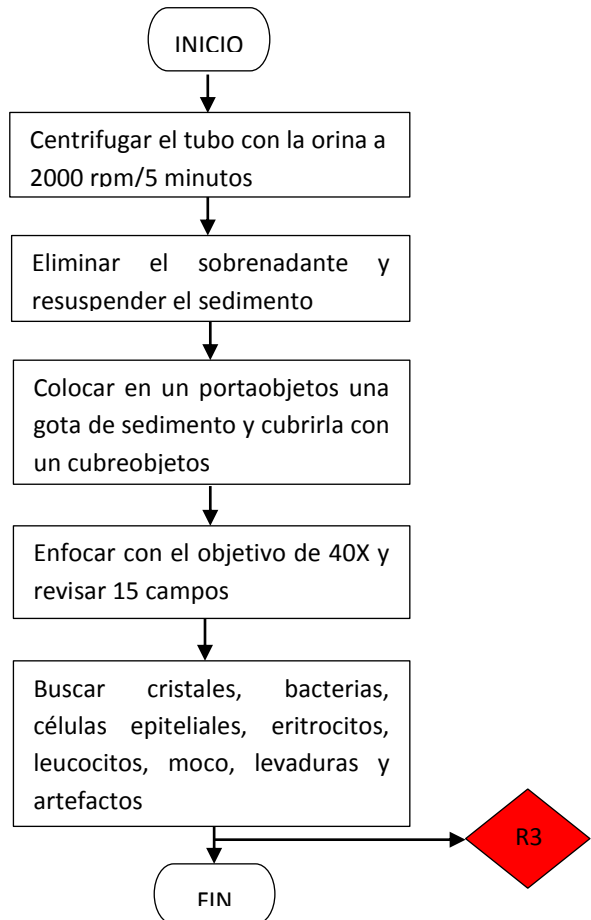 INICIO
Centrifugar el tubo con la orina a
2000 rpm/5 minutos
Eliminar el sobrenadante y
resuspender el sedimento
Colocar en un portaobjetos una
gota de sedimento y cubrirla con
un cubreobjetos
Enfocar con el objetivo de 40X y
revisar 15 campos
Buscar cristales, bacterias,
células epiteliales, eritrocitos,
leucocitos, moco, levaduras y
artefactos
R3
FIN